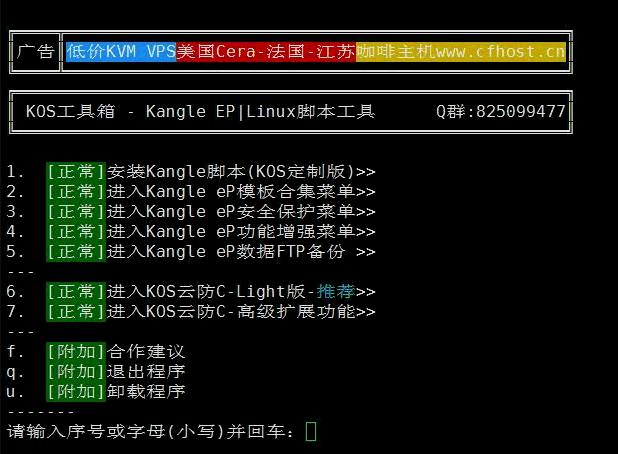 广告 低价KVM VPS美国Cera-法国-江苏咖啡主机www.cfhost.cn
KOS工具箱 - Kangle EP|Linux脚本工具 Q群:825099477
1. [正常]安装Kangle脚本(KOS定制版)>>
2. [正常]进入Kangle eP模板合集菜单>>
3. [正常]进入Kangle eP安全保护菜单>>
4. [正常]进入Kangle eP功能增强菜单>>
5. [正常]进入Kangle eP数据FTP备份 >>
---
6. [正常]进入KOS云防C-Light版-推荐>>
7. [正常]进入KOS云防C-高级扩展功能>>
---
f. [附加]合作建议
q. [附加]退出程序
u. [附加]卸载程序
-------
请输入序号或字母(小写)并回车: